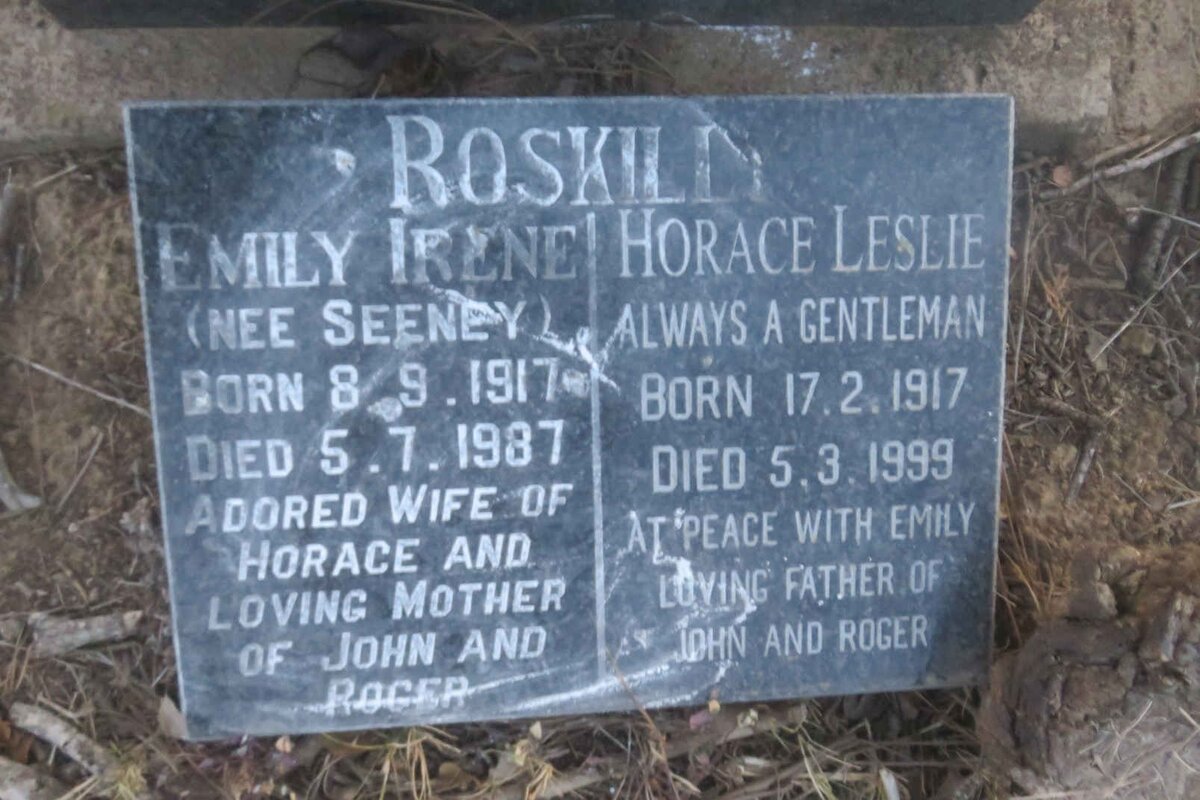 ROSKILLY
EMILY IRENE
(NEE SEENEY)
BORN 8.9.1917
DIED 5.7.1987
ADORED WIFE OF
HORACE AND
LOVING MOTHER
OF JOHN AND
ROGER
HORACE LESLIE
ALWAYS A GENTLEMAN
BORN 17.2.1917
DIED 5.3.1999
AT PEACE WITH EMILY
LOVING FATHER OF
JOHN AND ROGER